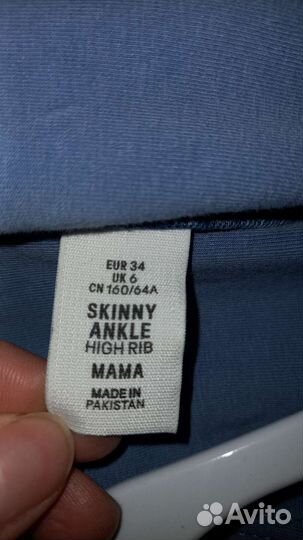 EUR 34
UK 6
CN 160/64A
SKINNY
ANKLE
HIGH RIB
MAMA
MADE IN
PAKISTAN
Avito